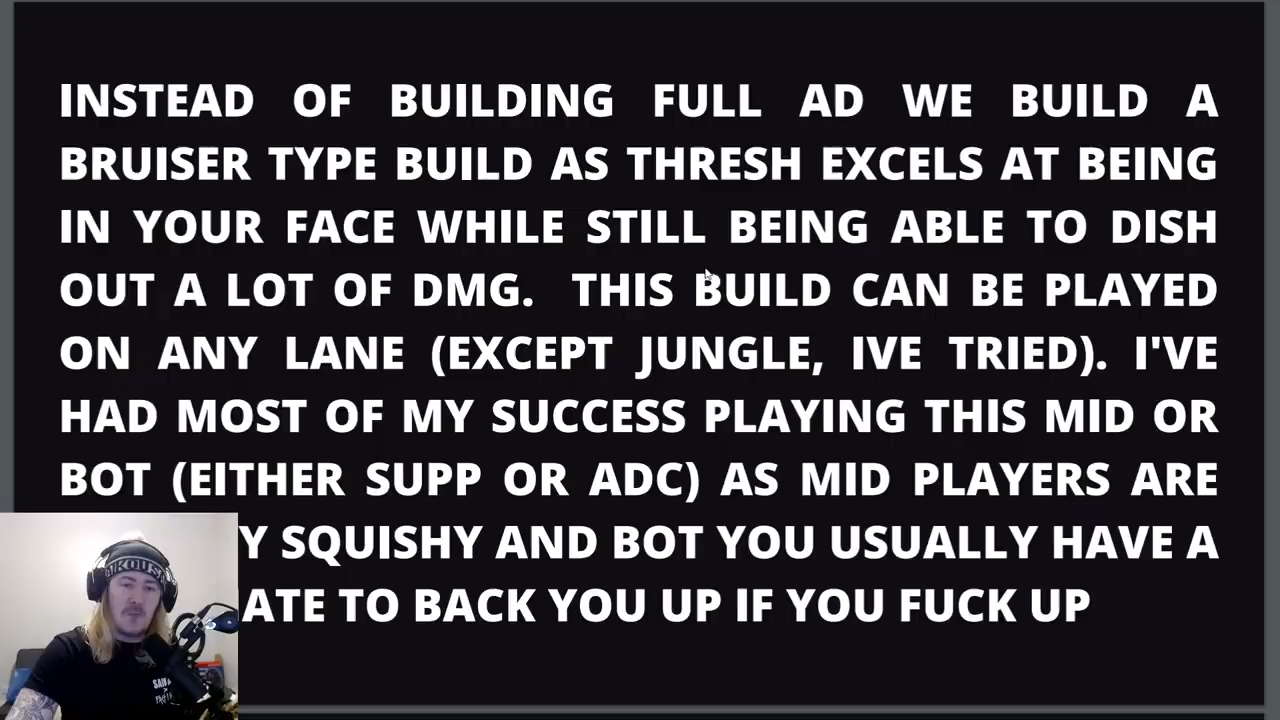 INSTEAD OF BUILDING FULL AD WE BUILD A
BRUISER TYPE BUILD AS THRESH EXCELS AT BEING
IN YOUR FACE WHILE STILL BEING ABLE TO DISH
OUT A LOT OF DMG. THIS BUILD CAN BE PLAYED
ON ANY LANE (EXCEPT JUNGLE, IVE TRIED). I'VE
HAD MOST OF MY SUCCESS PLAYING THIS MID OR
BOT (EITHER SUPP OR ADC) AS MID PLAYERS ARE
Y SQUISHY AND BOT YOU USUALLY HAVE A
ATE TO BACK YOU UP IF YOU FUCK UP